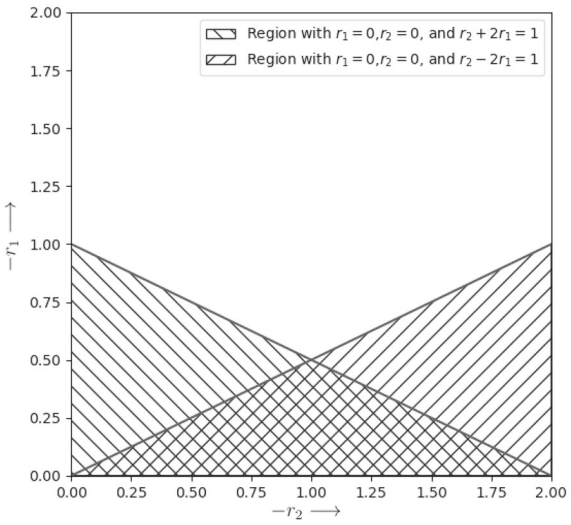 2.00
Region with r₁ = 0,r₂ = 0, and r₂ + 2r₁ = 1
Region with r₁ = 0,r₂ = 0, and r₂ − 2r₁ = 1
1.75
1.50
1.25
−r₁ ⟶
1.00
0.75
0.50
0.25
0.00
0.00 0.25 0.50 0.75 1.00 1.25 1.50 1.75 2.00
−r₂ ⟶